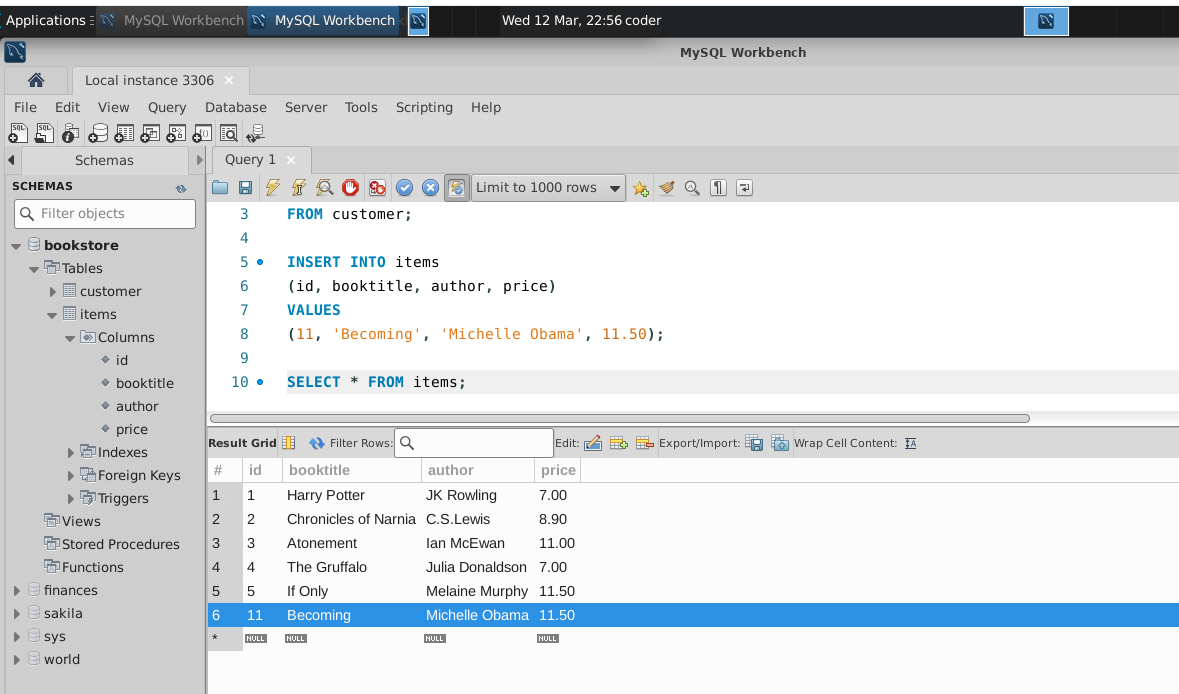 Applications MySQL Workbench MySQL Workbench Wed 12 Mar, 22:56 coder
MySQL Workbench
Local instance 3306
File Edit View Query Database Server Tools Scripting Help
Schemas
Query 1
SCHEMAS
Limit to 1000 rows
Filter objects
bookstore
Tables
customer
items
Columns
id
booktitle
author
price
Indexes
Foreign Keys
Triggers
Views
Stored Procedures
Functions
finances
sakila
sys
world
3 FROM customer;
4
5 INSERT INTO items
6 (id, booktitle, author, price)
7 VALUES
8 (11, 'Becoming', 'Michelle Obama', 11.50);
9
10 SELECT * FROM items;
Result Grid Filter Rows: Edit: Export/Import: Wrap Cell Content:
# id booktitle author price
1 1 Harry Potter JK Rowling 7.00
2 2 Chronicles of Narnia C.S.Lewis 8.90
3 3 Atonement Ian McEwan 11.00
4 4 The Gruffalo Julia Donaldson 7.00
5 5 If Only Melaine Murphy 11.50
6 11 Becoming Michelle Obama 11.50
* NULL NULL NULL NULL